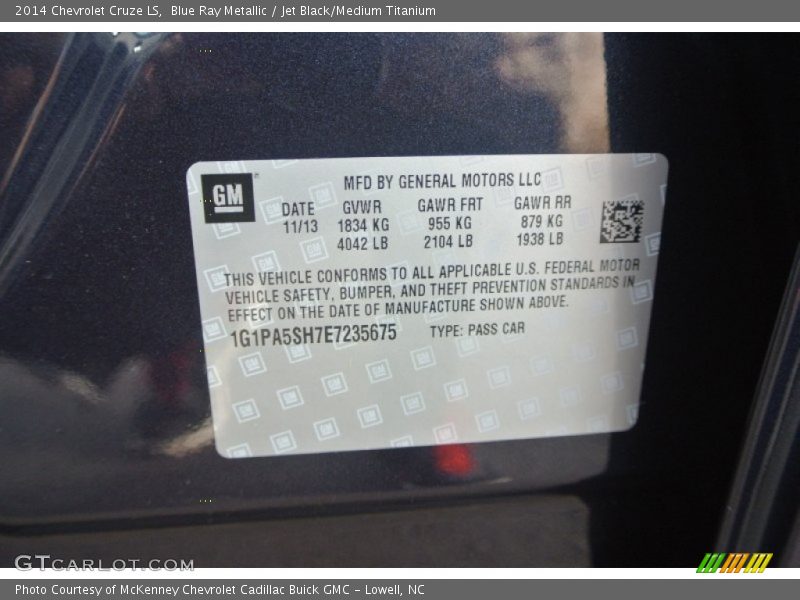 2014 Chevrolet Cruze LS, Blue Ray Metallic / Jet Black/Medium Titanium
GM
MFD BY GENERAL MOTORS LLC
DATE GVWR GAWR FRT GAWR RR
11/13 1834 KG 955 KG 879 KG
4042 LB 2104 LB 1938 LB
THIS VEHICLE CONFORMS TO ALL APPLICABLE U.S. FEDERAL MOTOR
VEHICLE SAFETY, BUMPER, AND THEFT PREVENTION STANDARDS IN
EFFECT ON THE DATE OF MANUFACTURE SHOWN ABOVE.
1G1PA5SH7E7235675 TYPE: PASS CAR
GTCARLOT.COM
Photo Courtesy of McKenney Chevrolet Cadillac Buick GMC - Lowell, NC